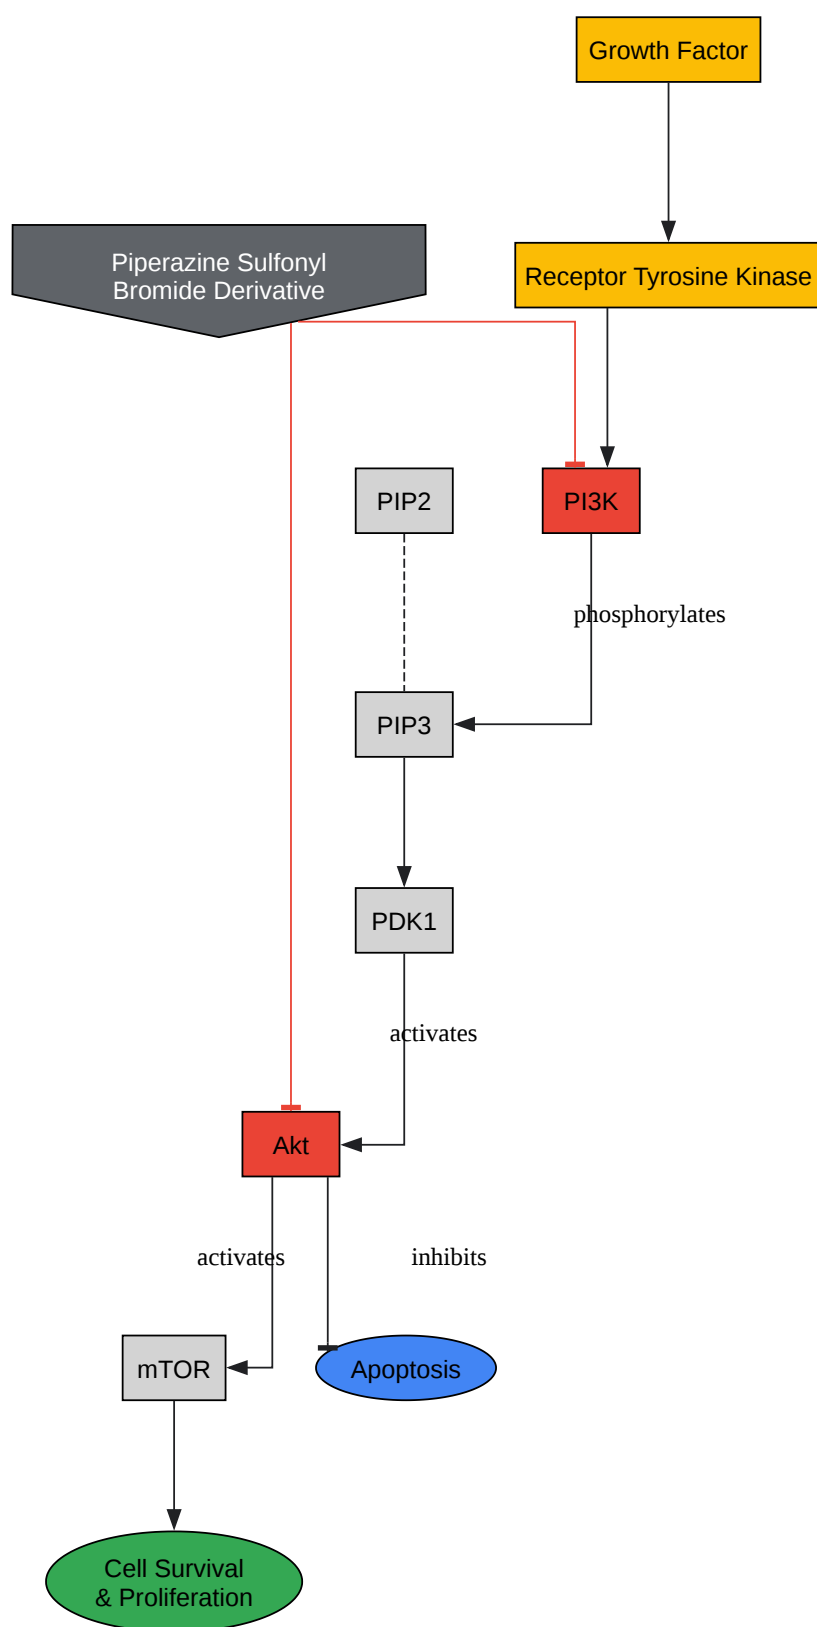 Growth Factor
Piperazine Sulfonyl
Bromide Derivative
Receptor Tyrosine Kinase
PIP2
PI3K
phosphorylates
PIP3
PDK1
activates
Akt
activates
inhibits
mTOR
Apoptosis
Cell Survival
& Proliferation